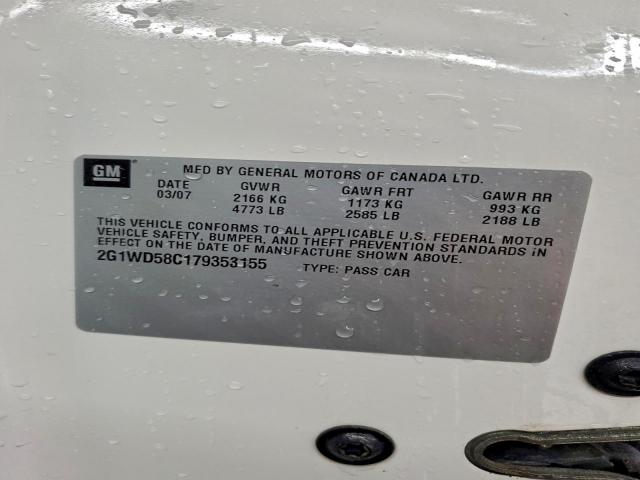 GM MFD BY GENERAL MOTORS OF CANADA LTD.
DATE GVWR GAWR FRT GAWR RR
03/07 2166 KG 1173 KG 993 KG
4773 LB 2585 LB 2188 LB
THIS VEHICLE CONFORMS TO ALL APPLICABLE U.S. FEDERAL MOTOR
VEHICLE SAFETY, BUMPER, AND THEFT PREVENTION STANDARDS IN
EFFECT ON THE DATE OF MANUFACTURE SHOWN ABOVE.
2G1WD58C179353155 TYPE: PASS CAR